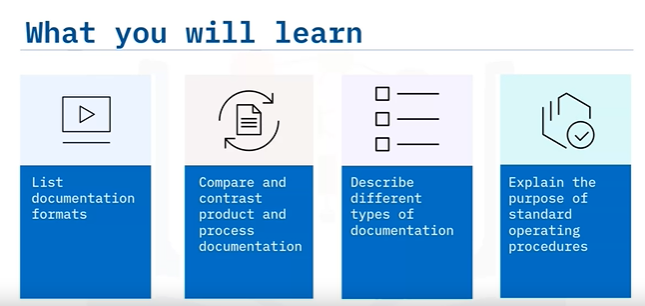 What you will learn
List
documentation
formats
Compare and
contrast
product and
process
documentation
Describe
different
types of
documentation
Explain the
purpose of
standard
operating
procedures